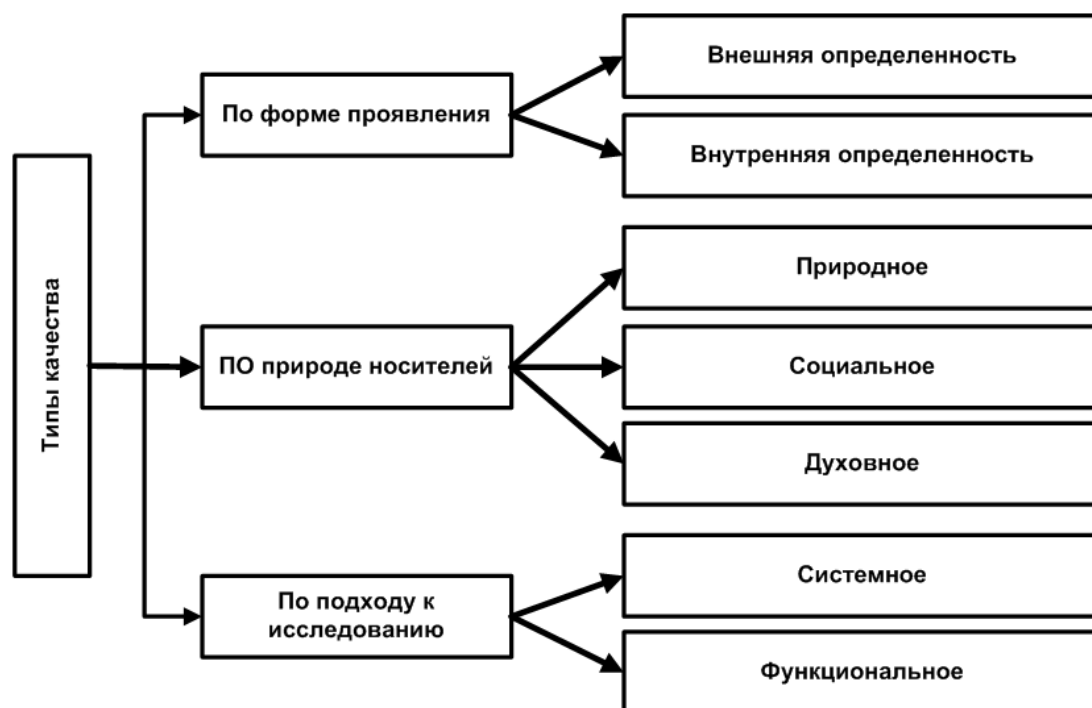 Типы качества
По форме проявления
Внешняя определенность
Внутренняя определенность
ПО природе носителей
Природное
Социальное
Духовное
По подходу к
исследованию
Системное
Функциональное